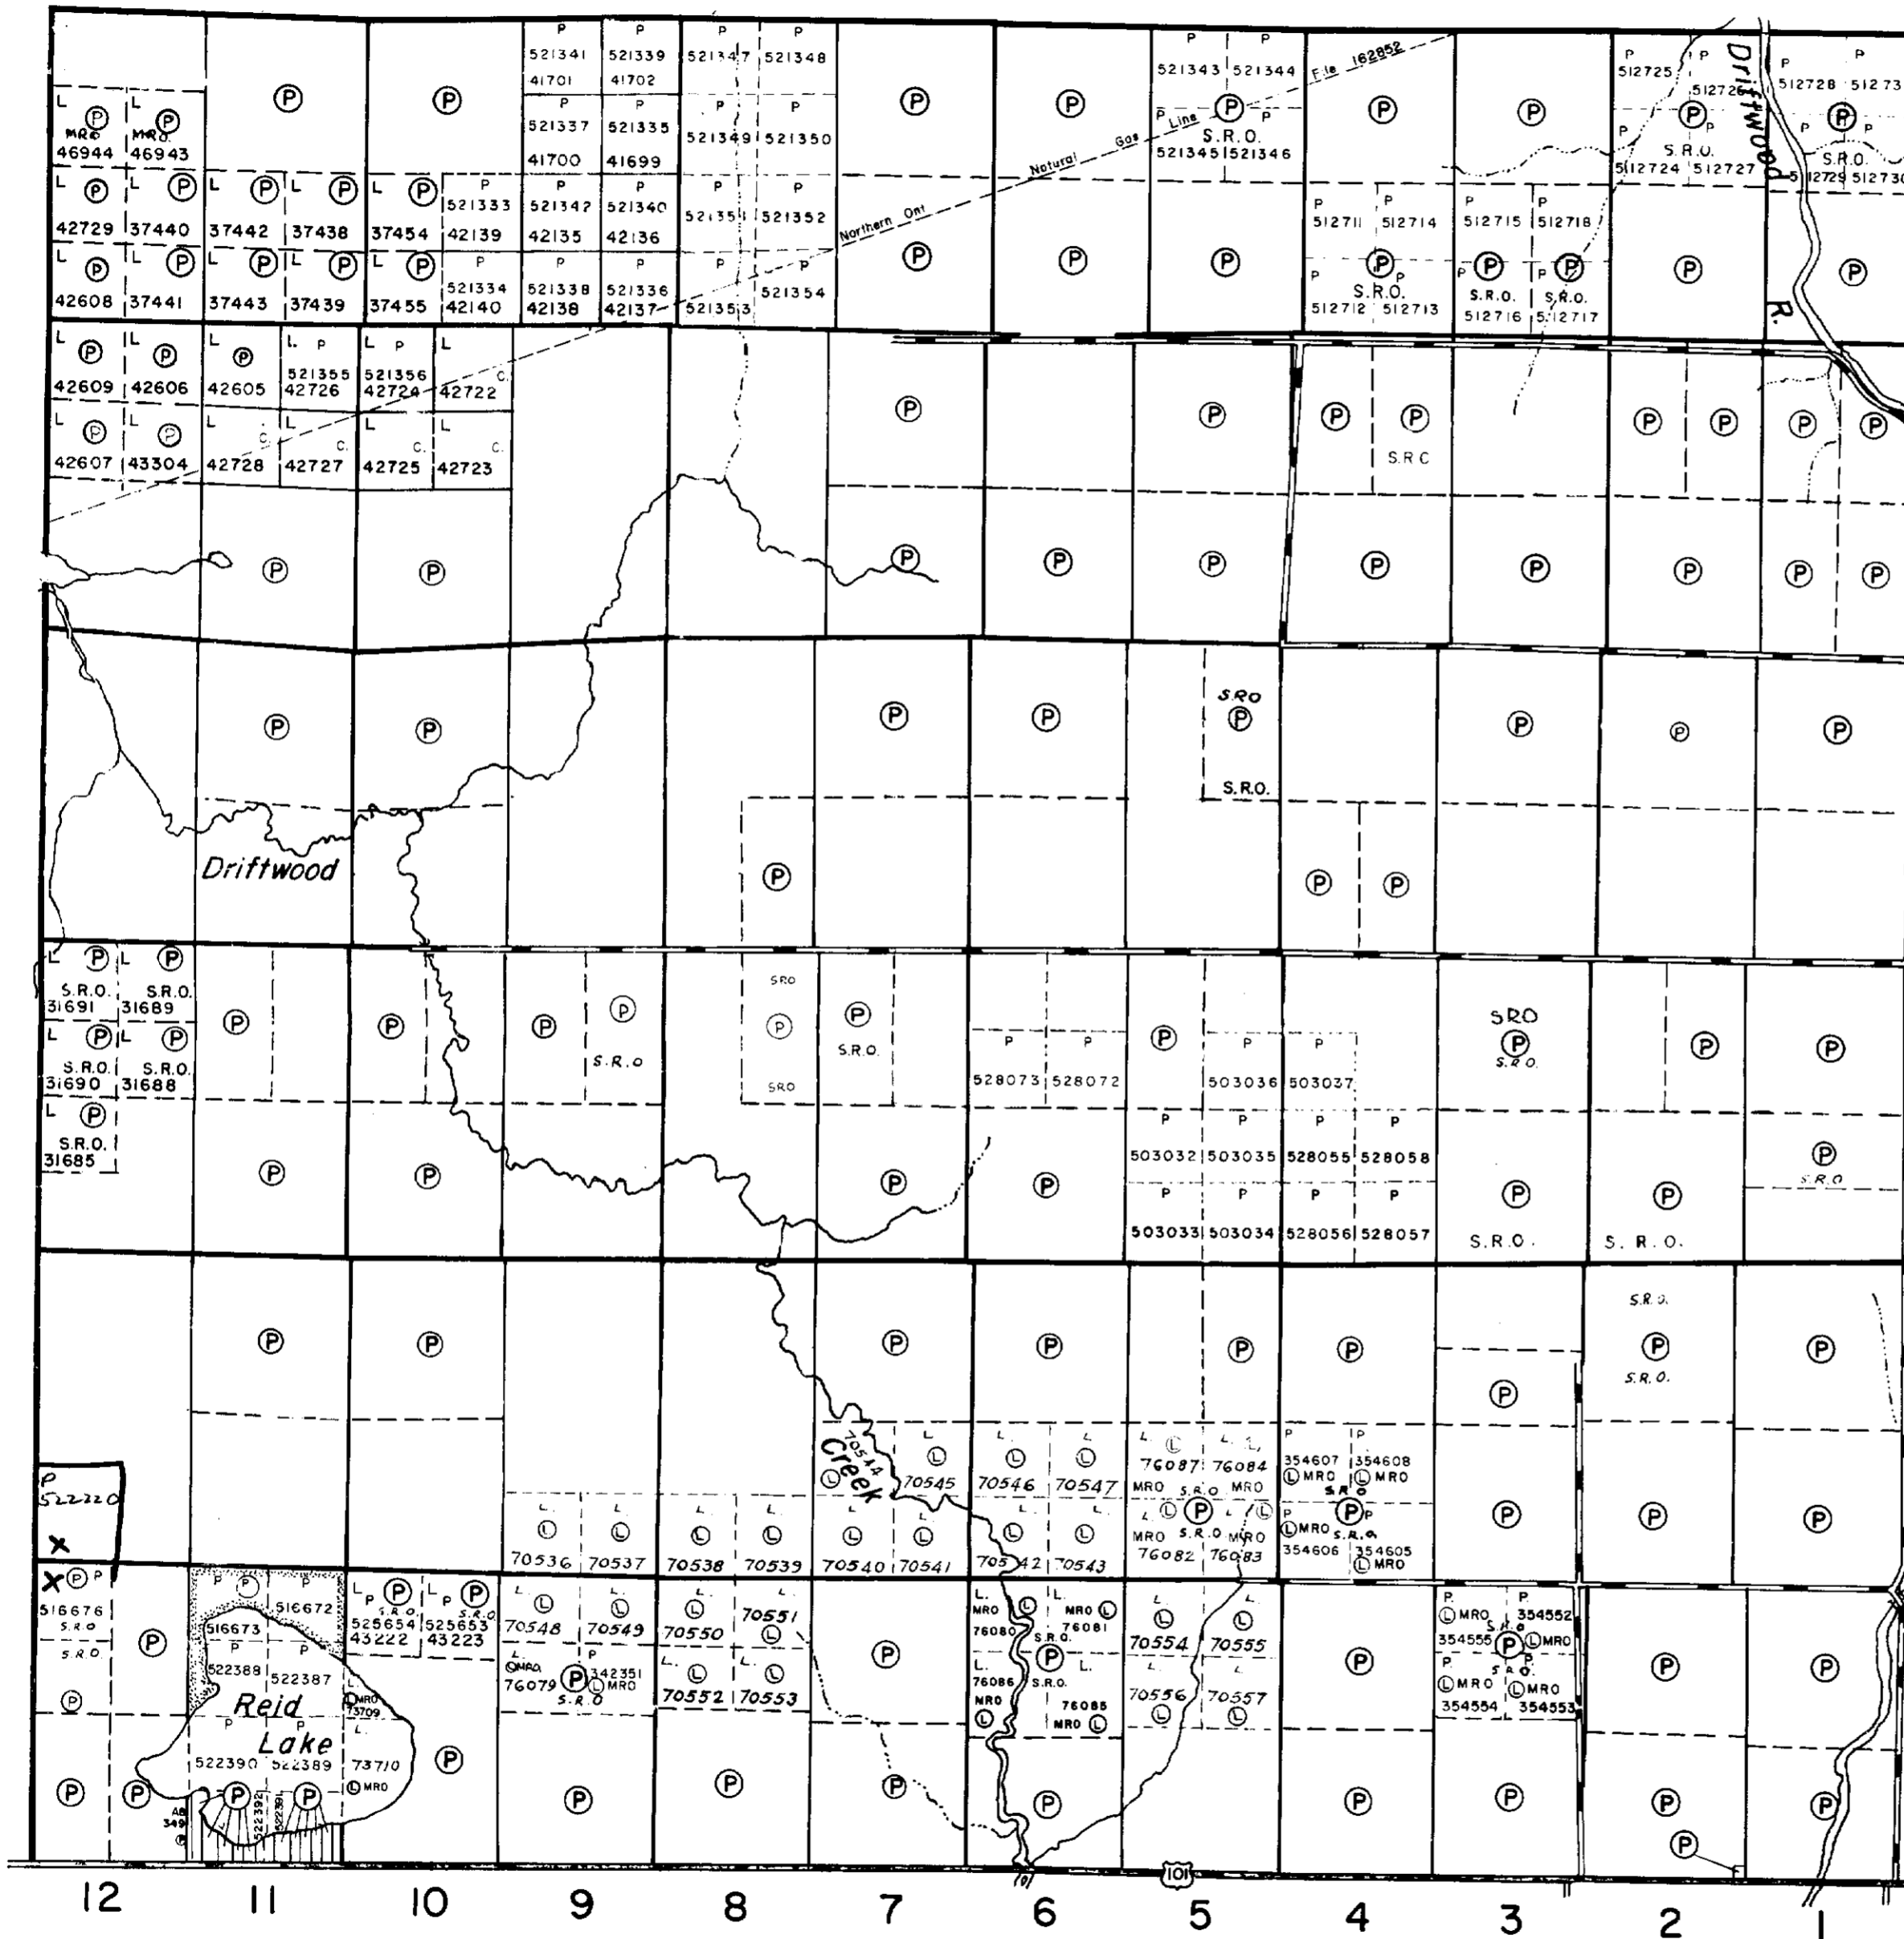 P P P P
521341 521339 521347 521348
41701 41702
P P
521343 521344
File 162852
P P
512725 512726
Driftwood
P P
512728
L P L P
MRO MRO.
46944 46943
P P
P P
521337 521335
41700 41699
P P
521349 521350
P P
Northern Ont Natural Gas Line
P P P
S.R.O.
521345 521346
P P
P P P
S.R.O.
512724 512727
P P
S.R.O.
512729 512730
L P L P L P L P L P
42729 37440 37442 37438 37454
P P P P P
521333 521342 521340 521351 521352
42139 42135 42136
P P P P
512711 512714 512715 512718
L P L P L P L P L P
42608 37441 37443 37439 37455
P P P P P
521334 521338 521336 521353 521354
42140 42138 42137
P P P
P P P P P P
S.R.O. S.R.O. S.R.O.
512712 512713 512716 512717
P P
R.
L P L P L P L P L P L
521355 521356 C.
42609 42606 42605 42726 42724 42722
P P P P P P P P
S.R.C
L P L P L C. L C. L C. L C.
42607 43304 42728 42727 42725 42723
P P P P P P P P P P
P P P P
SRO
P
S.R.O.
P P P
Driftwood
P P P
L P L P
S.R.O. S.R.O.
31691 31689
P P P P
S.R.O
SRO
P
SRO
P
S.R.O.
P P
528073 528072
P
P P
503036 503037
SRO
P
S.R.O.
P P
L P L P
S.R.O. S.R.O.
31690 31688
L P
S.R.O.
31685
P P P P
P P P P
503032 503035 528055 528058
P P P P
503033 503034 528056 528057
P
S.R.O.
P
S. R. O.
P
S.R.O
P P P P P P P
S.R.O.
P
S.R.O.
P
Creek
70544
L
L. L L. L L. L
70545 70546 70547
L. L L. L
76087 76084
MRO S.R.O MRO
P P
354607 354608
L MRO L MRO
S.R.O
P
522320
X
L. L L. L L. L L. L L. L L. L L. L L. L
70536 70537 70538 70539 70540 70541 70542 70543
L. L P L. L
MRO S.R.O MRO
76082 76083
P P P
L MRO S.R.O
354606 354605
L MRO
P P P
X P P
516676
S.R.O
S.R.O.
P
P
P P P
516672
516673
L P P L P P
S.R.O. S.R.O.
525654 525653
43222 43223
L. L L. L L. L L. L
70548 70549 70550 70551
P
L. MRO L MRO L
76080 76081
S.R.O.
P
L. L L. L
70554 70555
P
P. P.
L MRO 354552
S.R.O
354555 P L MRO
P P
522388 522387
Reid
Lake
L.
L MRO
73709
L. P
L MRO P 342351
76079 L MRO
S.R.O
L. L L. L
70552 70553
L. L.
76086 S.R.O.
MRO 76085
L MRO L
L. L L. L
70556 70557
P. P.
S.R.O.
L MRO L MRO
354554 354553
P P
P P L.
522390 522389 73710
L MRO
P P P P
522392 522391
AB
349
P
P P P P P P P P P P
101
12 11 10 9 8 7 6 5 4 3 2 1